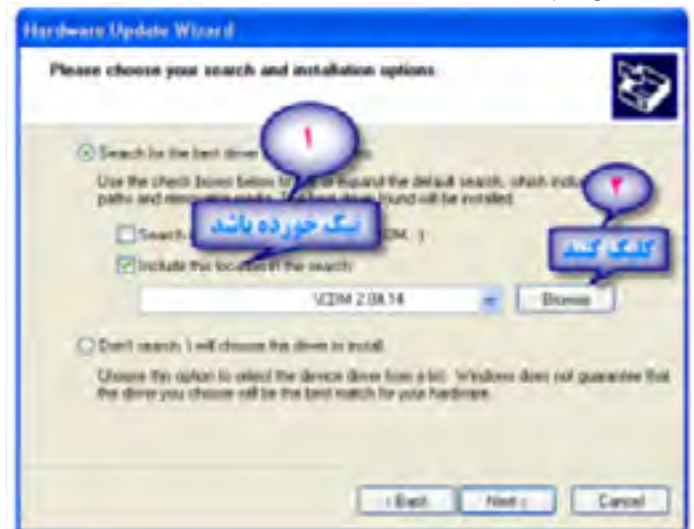 Hardware Update Wizard
Please choose your search and installation options.
۱
Search for the best driver
Use the check boxes below to expand the default search, which
paths and found will be installed.
۲
تیک خورده باشد
کلیک کنید
Search
Include this location in the search:
\CDM 2.08.14
Browse
Don't search. I will choose the driver to install.
Choose this option to select the device driver from a list. Windows does not guarantee that
the driver you choose will be the best match for your hardware.
< Back
Next >
Cancel